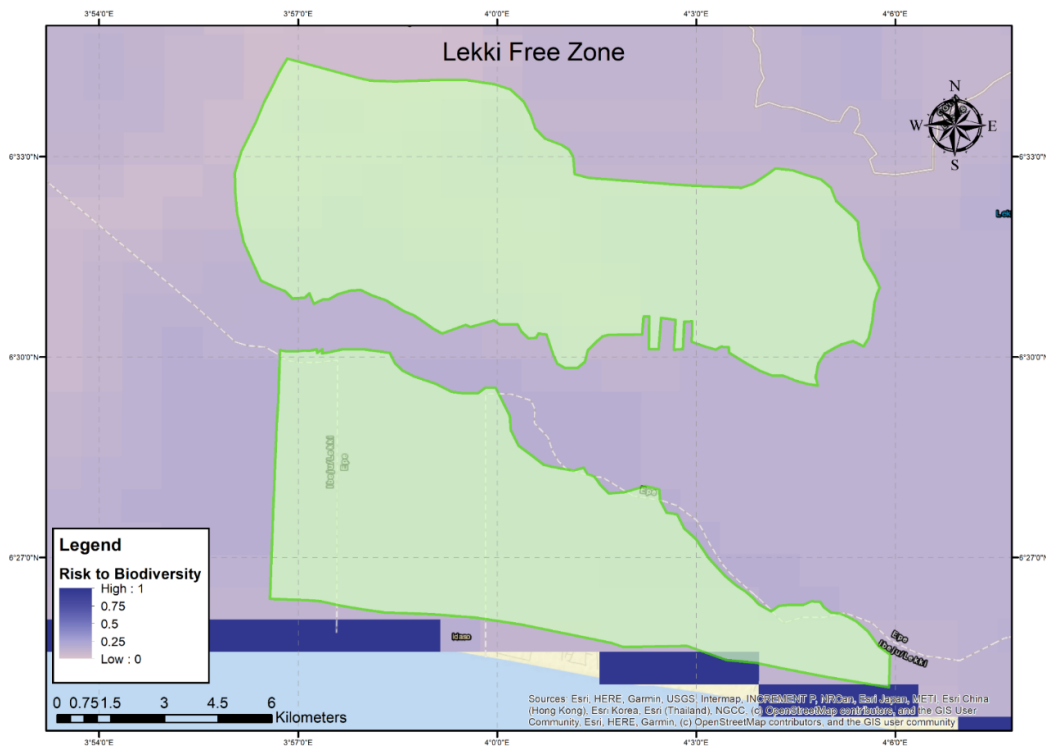 3°54'0"E
3°57'0"E
4°0'0"E
4°3'0"E
4°6'0"E
Lekki Free Zone
N
W
E
S
6°33'0"N
6°33'0"N
6°30'0"N
6°30'0"N
Ibeju/Lekki
Epe
Epe
6°27'0"N
6°27'0"N
Legend
Risk to Biodiversity
High : 1
0.75
0.5
0.25
Low : 0
Idaso
Epe
Ibeju/Lekki
0 0.75 1.5 3 4.5 6
Kilometers
Sources: Esri, HERE, Garmin, USGS, Intermap, INCREMENT P, NRCan, Esri Japan, METI, Esri China
(Hong Kong), Esri Korea, Esri (Thailand), NGCC, (c) OpenStreetMap contributors, and the GIS User
Community, Esri, HERE, Garmin, (c) OpenStreetMap contributors, and the GIS user community
3°54'0"E
3°57'0"E
4°0'0"E
4°3'0"E
4°6'0"E